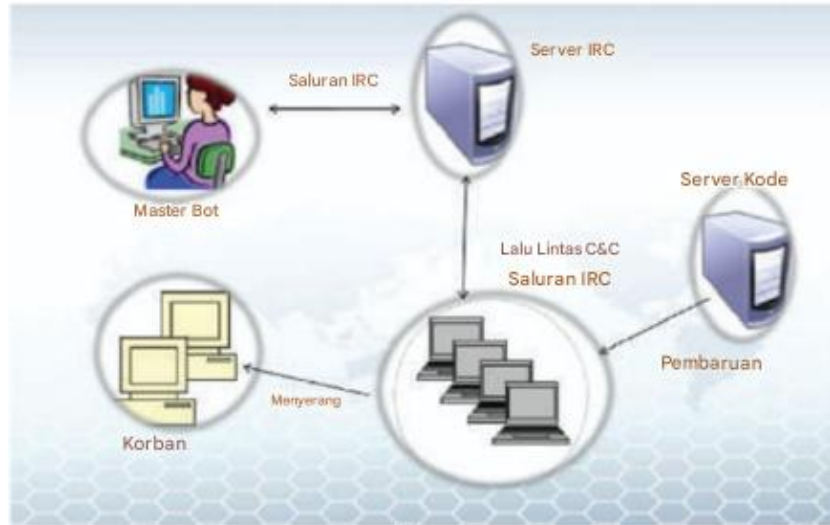 Server IRC
Saluran IRC
Master Bot
Server Kode
Lalu Lintas C&C
Saluran IRC
Pembaruan
Menyerang
Korban